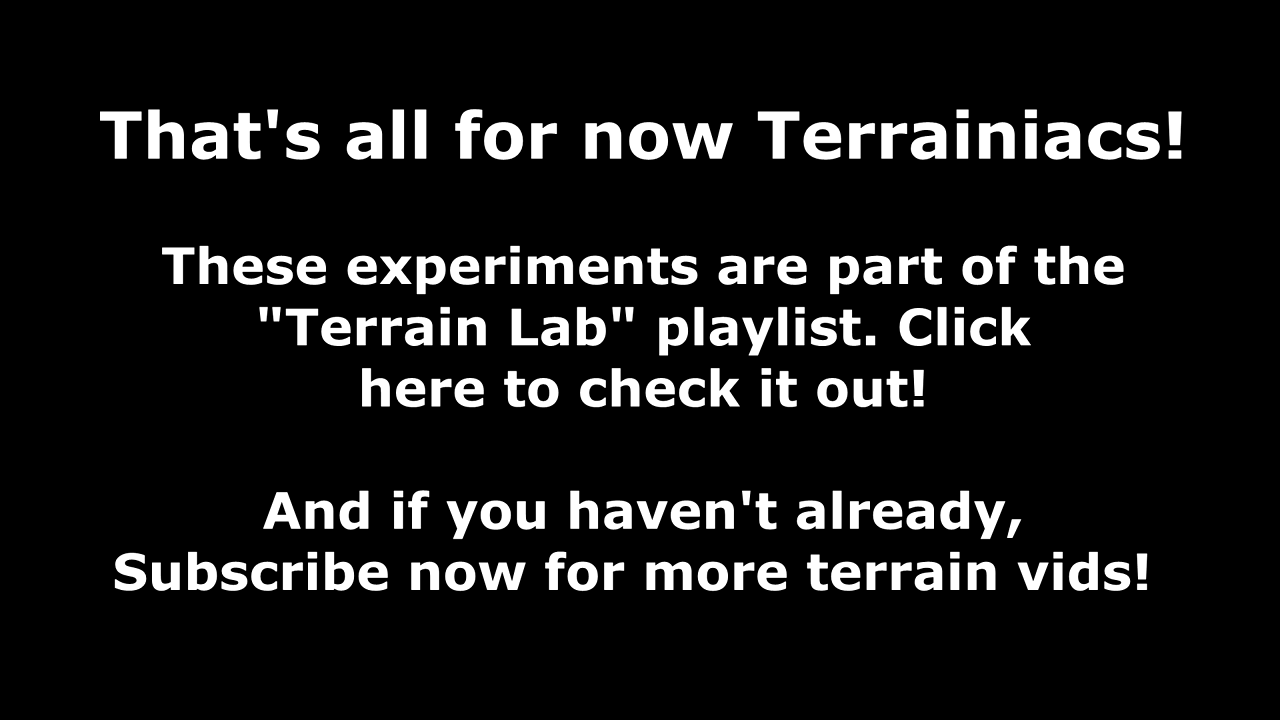 That's all for now Terrainiacs!
These experiments are part of the
"Terrain Lab" playlist. Click
here to check it out!
And if you haven't already,
Subscribe now for more terrain vids!